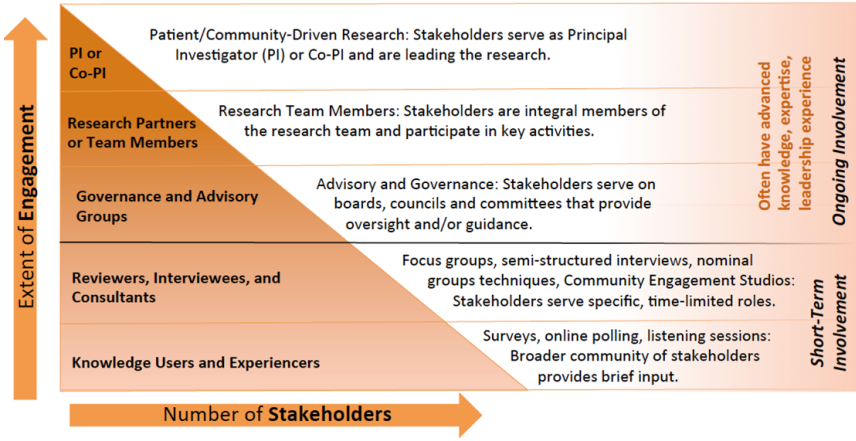 PI or
Co-PI
Patient/Community-Driven Research: Stakeholders serve as Principal
Investigator (PI) or Co-PI and are leading the research.
Research Partners
or Team Members
Research Team Members: Stakeholders are integral members of
the research team and participate in key activities.
Governance and Advisory
Groups
Advisory and Governance: Stakeholders serve on
boards, councils and committees that provide
oversight and/or guidance.
Reviewers, Interviewees, and
Consultants
Focus groups, semi-structured interviews, nominal
groups techniques, Community Engagement Studios:
Stakeholders serve specific, time-limited roles.
Knowledge Users and Experiencers
Surveys, online polling, listening sessions:
Broader community of stakeholders
provides brief input.
Often have advanced
knowledge, expertise,
leadership experience
Ongoing Involvement
Short-Term
Involvement
Extent of Engagement
Number of Stakeholders